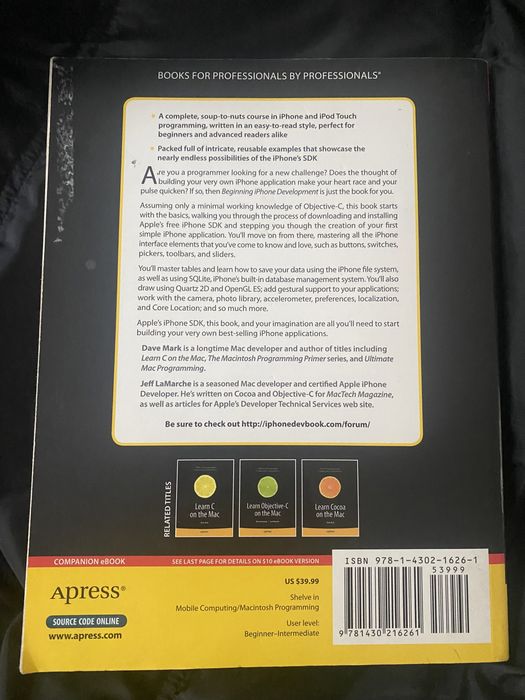 BOOKS FOR PROFESSIONALS BY PROFESSIONALS®
A complete, soup-to-nuts course in iPhone and iPod Touch
programming, written in an easy-to-read style, perfect for
beginners and advanced readers alike
Packed full of intricate, reusable examples that showcase the
nearly endless possibilities of the iPhone's SDK
Are you a programmer looking for a new challenge? Does the thought of
building your very own iPhone application make your heart race and your
pulse quicken? If so, then Beginning iPhone Development is just the book for you.
Assuming only a minimal working knowledge of Objective-C, this book starts
with the basics, walking you through the process of downloading and installing
Apple's free iPhone SDK and stepping you though the creation of your first
simple iPhone application. You'll move on from there, mastering all the iPhone
interface elements that you've come to know and love, such as buttons, switches,
pickers, toolbars, and sliders.
You'll master tables and learn how to save your data using the iPhone file system,
as well as using SQLite, iPhone's built-in database management system. You'll also
draw using Quartz 2D and OpenGL ES; add gestural support to your applications;
work with the camera, photo library, accelerometer, preferences, localization,
and Core Location; and so much more.
Apple's iPhone SDK, this book, and your imagination are all you'll need to start
building your very own best-selling iPhone applications.
Dave Mark is a longtime Mac developer and author of titles including
Learn C on the Mac, The Macintosh Programming Primer series, and Ultimate
Mac Programming.
Jeff LaMarche is a seasoned Mac developer and certified Apple iPhone
Developer. He's written on Cocoa and Objective-C for MacTech Magazine,
as well as articles for Apple's Developer Technical Services web site.
Be sure to check out http://iphonedevbook.com/forum/
RELATED TITLES
Learn C
on the Mac
Learn Objective-C
on the Mac
Learn Cocoa
on the Mac
COMPANION eBOOK
SEE LAST PAGE FOR DETAILS ON $10 eBOOK VERSION
Apress®
SOURCE CODE ONLINE
www.apress.com
US $39.99
Shelve in
Mobile Computing/Macintosh Programming
User level:
Beginner–Intermediate
ISBN 978-1-4302-1626-1
53999
9 781430 216261